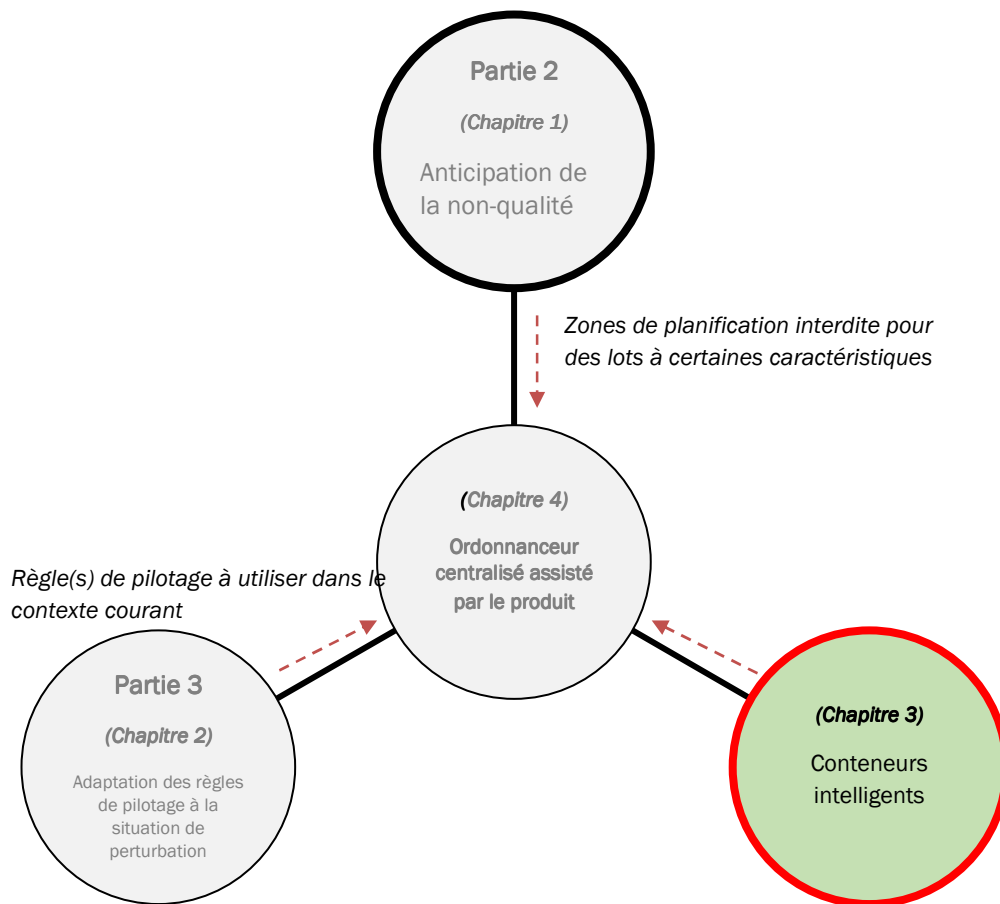 Partie 2
(Chapitre 1)
Anticipation de
la non-qualité
Zones de planification interdite pour
des lots à certaines caractéristiques
(Chapitre 4)
Ordonnanceur
centralisé assisté
par le produit
Règle(s) de pilotage à utiliser dans le
contexte courant
Partie 3
(Chapitre 2)
Adaptation des règles
de pilotage à la
situation de
perturbation
(Chapitre 3)
Conteneurs
intelligents